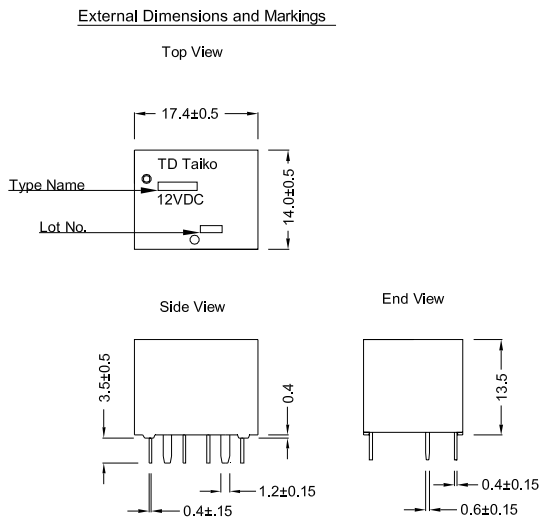 External Dimensions and Markings
Top View
17.4±0.5
TD Taiko
Type Name
12VDC
14.0±0.5
Lot No.
Side View
End View
3.5±0.5
0.4
13.5
1.2±0.15
0.4±.15
0.4±0.15
0.6±0.15